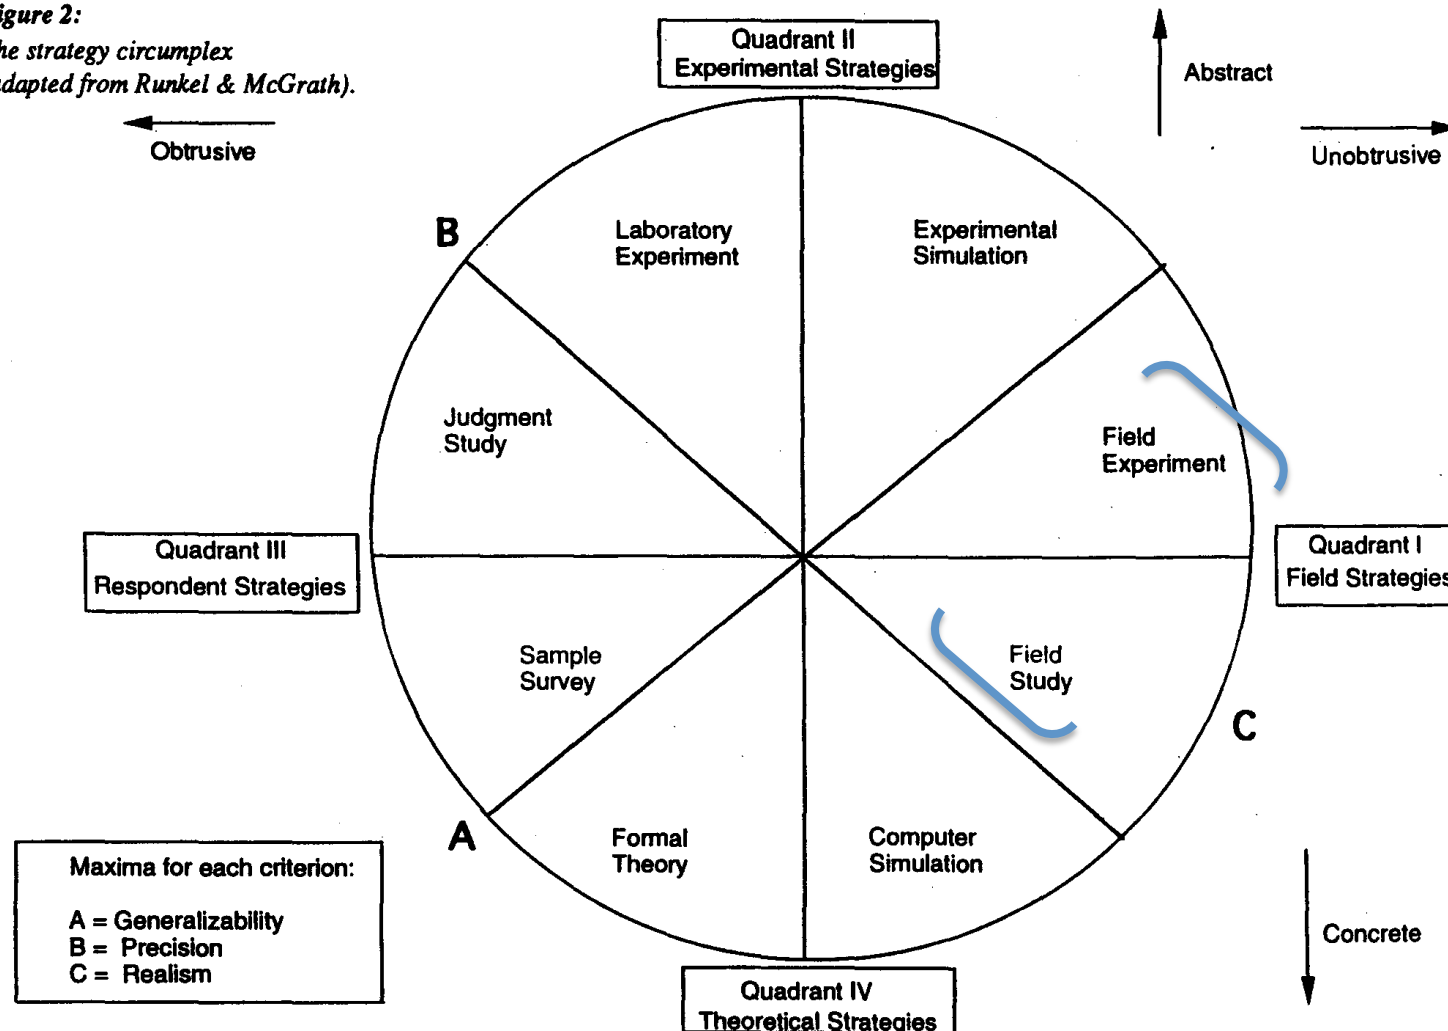 igure 2:
he strategy circumplex
dapted from Runkel & McGrath).
Quadrant II
Experimental Strategies
Abstract
Obtrusive
Unobtrusive
B
Laboratory
Experiment
Experimental
Simulation
Judgment
Study
Field
Experiment
Quadrant III
Respondent Strategies
Quadrant I
Field Strategies
Sample
Survey
Field
Study
C
A
Formal
Theory
Computer
Simulation
Maxima for each criterion:
A = Generalizability
B = Precision
C = Realism
Concrete
Quadrant IV
Theoretical Strategies